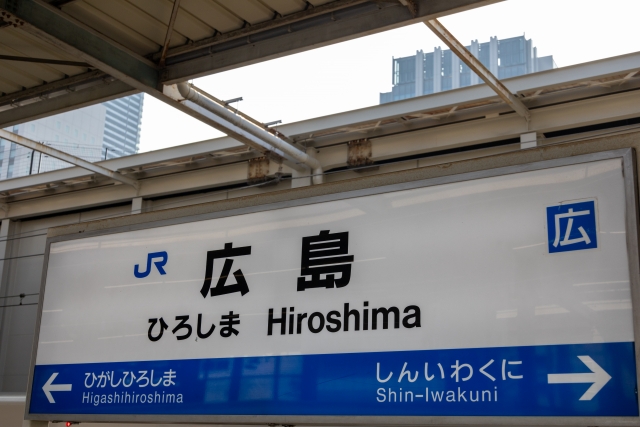 JR 広島 広
ひろしま Hiroshima
← ひがしひろしま しんいわくに →
Higashihiroshima Shin-Iwakuni